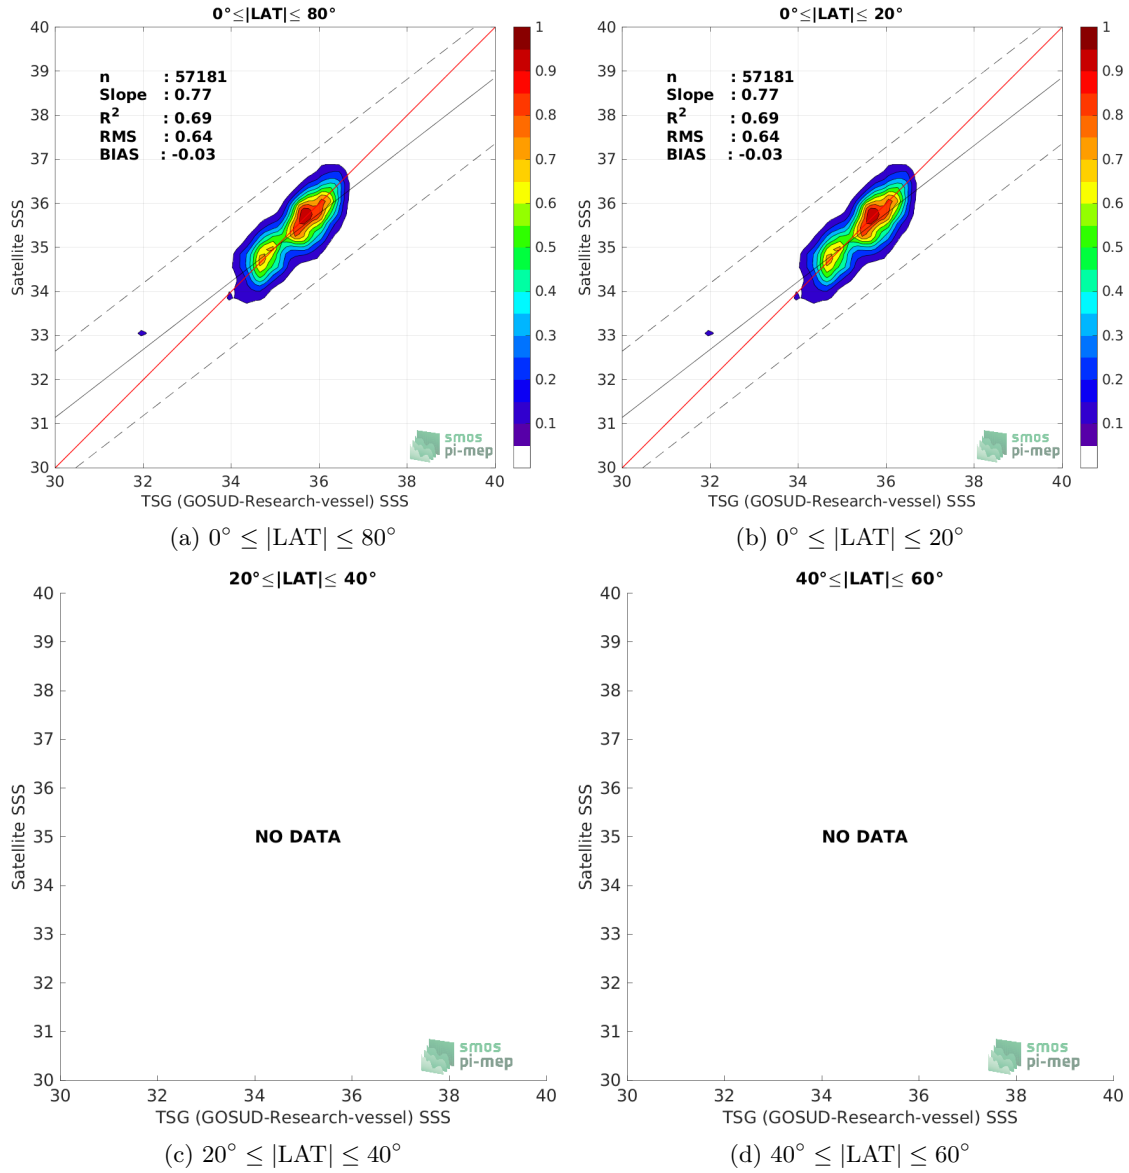 0°≤|LAT|≤ 80°
40
39
38
37
36
35
34
33
32
31
30
Satellite SSS
n : 57181
Slope : 0.77
R² : 0.69
RMS : 0.64
BIAS : -0.03
smos
pi-mep
30 32 34 36 38 40
TSG (GOSUD-Research-vessel) SSS
1
0.9
0.8
0.7
0.6
0.5
0.4
0.3
0.2
0.1
(a) 0° ≤ |LAT| ≤ 80°
0°≤|LAT|≤ 20°
40
39
38
37
36
35
34
33
32
31
30
Satellite SSS
n : 57181
Slope : 0.77
R² : 0.69
RMS : 0.64
BIAS : -0.03
smos
pi-mep
30 32 34 36 38 40
TSG (GOSUD-Research-vessel) SSS
1
0.9
0.8
0.7
0.6
0.5
0.4
0.3
0.2
0.1
(b) 0° ≤ |LAT| ≤ 20°
20°≤|LAT|≤ 40°
40
39
38
37
36
35
34
33
32
31
30
Satellite SSS
NO DATA
smos
pi-mep
30 32 34 36 38 40
TSG (GOSUD-Research-vessel) SSS
(c) 20° ≤ |LAT| ≤ 40°
40°≤|LAT|≤ 60°
40
39
38
37
36
35
34
33
32
31
30
Satellite SSS
NO DATA
smos
pi-mep
30 32 34 36 38 40
TSG (GOSUD-Research-vessel) SSS
(d) 40° ≤ |LAT| ≤ 60°